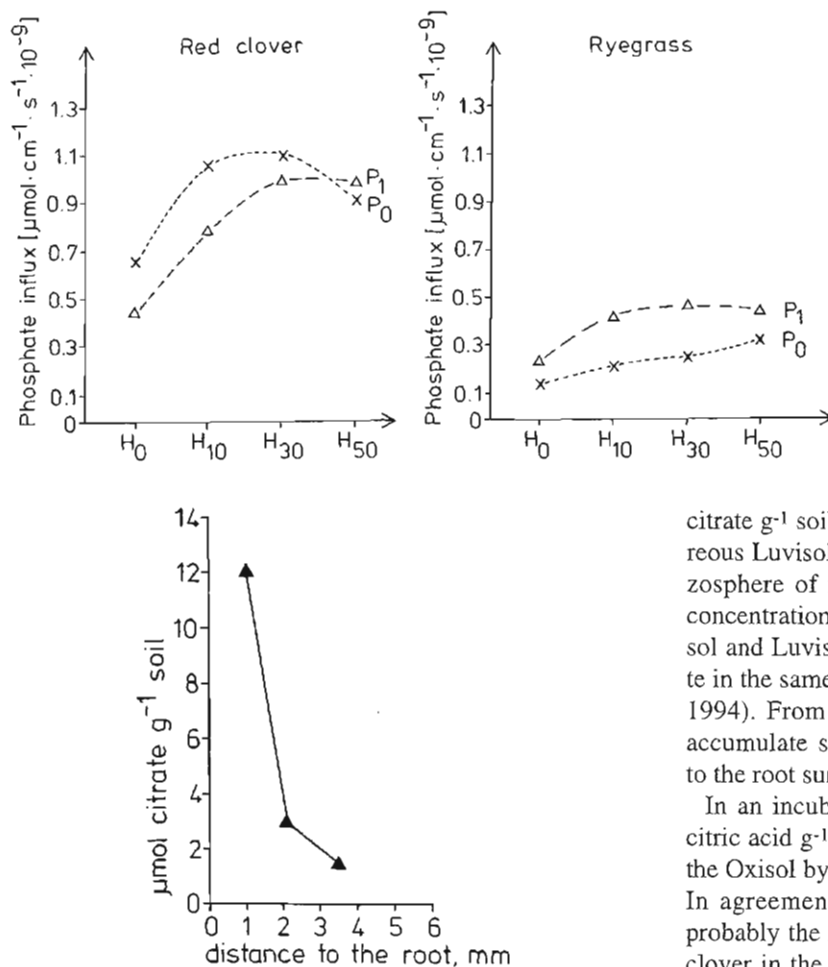 Red clover
Phosphate influx [µmol·cm⁻¹·s⁻¹·10⁻⁹]
1.3
1.1
0.9
0.7
0.5
0.3
0.1
0
P₁
P₀
H₀ H₁₀ H₃₀ H₅₀
Ryegrass
Phosphate influx [µmol·cm⁻¹·s⁻¹·10⁻⁹]
1.3
1.1
0.9
0.7
0.5
0.3
0.1
0
P₁
P₀
H₀ H₁₀ H₃₀ H₅₀
µmol citrate g⁻¹ soil
14
12
10
8
6
4
2
0
0 1 2 3 4 5 6
distance to the root, mm
citrate g⁻¹ soil
reous Luvisol
zosphere of
concentration
sol and Luvis
te in the same
1994). From
accumulate s
to the root sur
In an incub
citric acid g⁻¹
the Oxisol by
In agreemen
probably the
clover in the